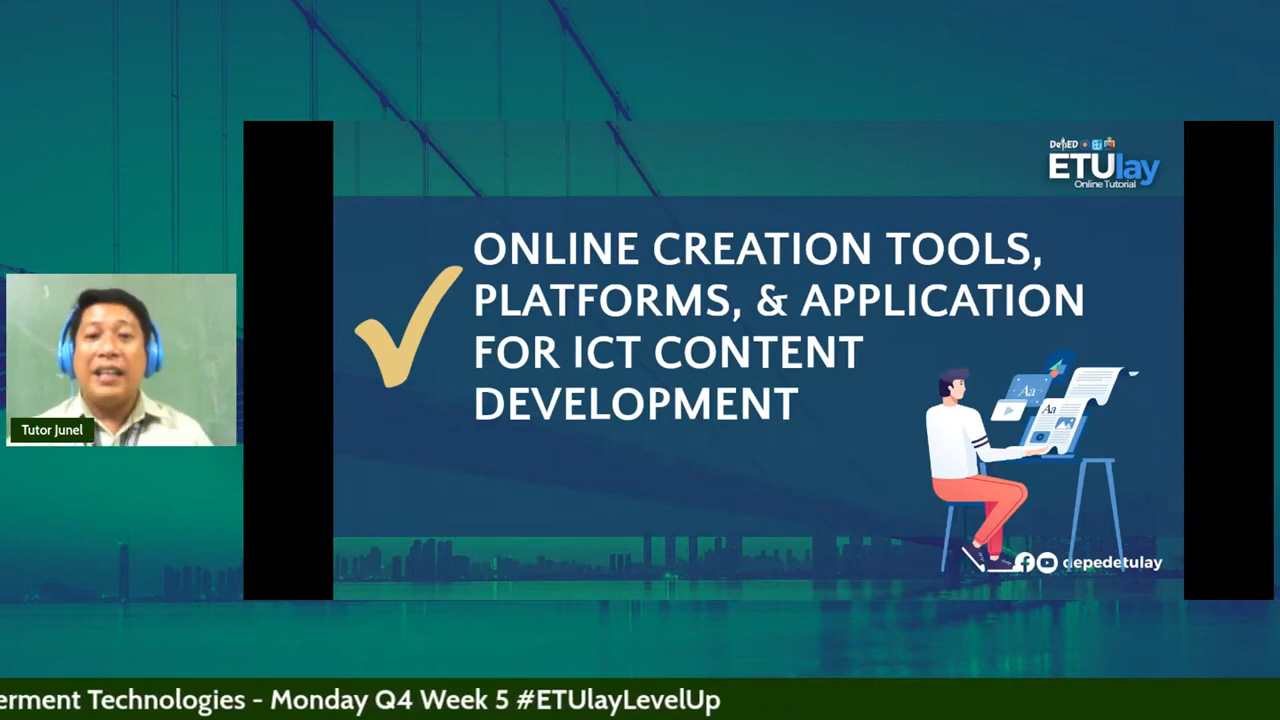 DepED
ETUlay
Online Tutorial
ONLINE CREATION TOOLS,
PLATFORMS, & APPLICATION
FOR ICT CONTENT
DEVELOPMENT
Aa
Aa
depedetulay
Tutor Junel
erment Technologies - Monday Q4 Week 5 #ETUlayLevelUp